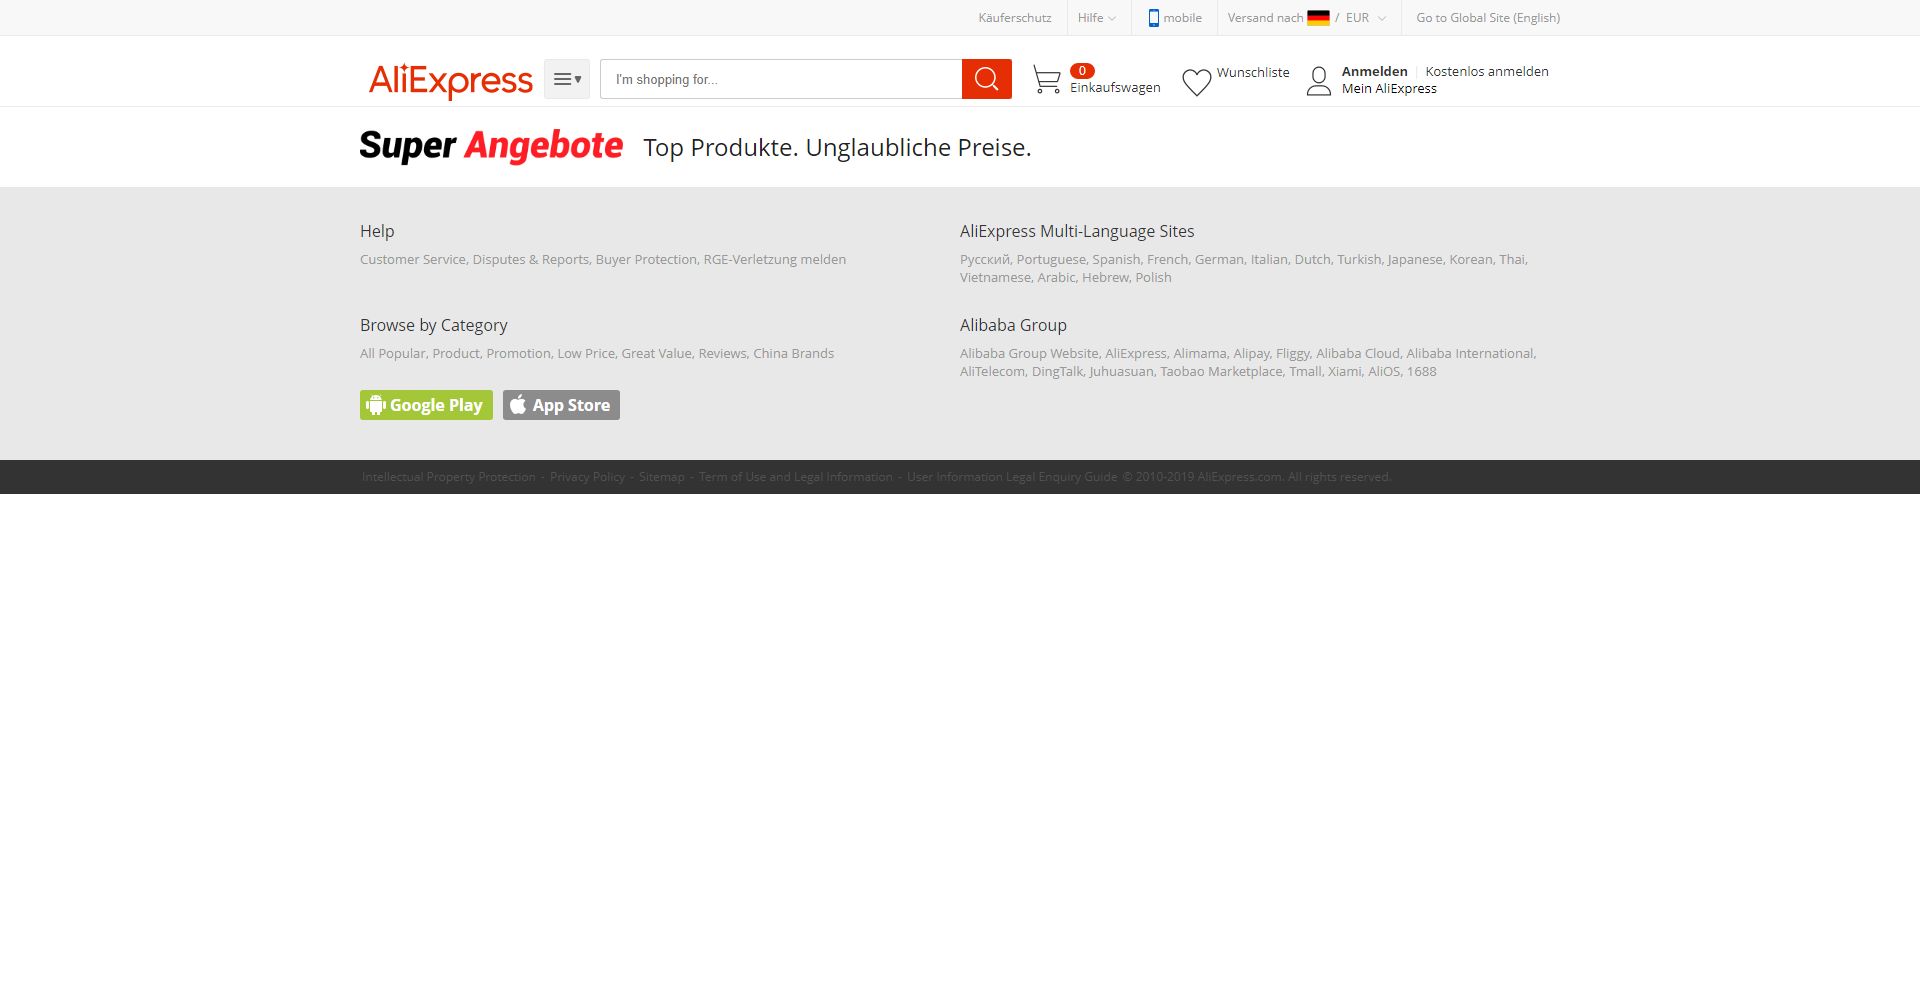 Käuferschutz Hilfe mobile Versand nach / EUR Go to Global Site (English)
AliExpress I'm shopping for... 0 Einkaufswagen Wunschliste Anmelden Kostenlos anmelden
Mein AliExpress
Super Angebote Top Produkte. Unglaubliche Preise.
Help
Customer Service, Disputes & Reports, Buyer Protection, RGE-Verletzung melden
AliExpress Multi-Language Sites
Русский, Portuguese, Spanish, French, German, Italian, Dutch, Turkish, Japanese, Korean, Thai,
Vietnamese, Arabic, Hebrew, Polish
Browse by Category
All Popular, Product, Promotion, Low Price, Great Value, Reviews, China Brands
Alibaba Group
Alibaba Group Website, AliExpress, Alimama, Alipay, Fliggy, Alibaba Cloud, Alibaba International,
AliTelecom, DingTalk, Juhuasuan, Taobao Marketplace, Tmall, Xiami, AliOS, 1688
Google Play App Store
Intellectual Property Protection - Privacy Policy - Sitemap - Term of Use and Legal Information - User Information Legal Enquiry Guide © 2010-2019 AliExpress.com. All rights reserved.